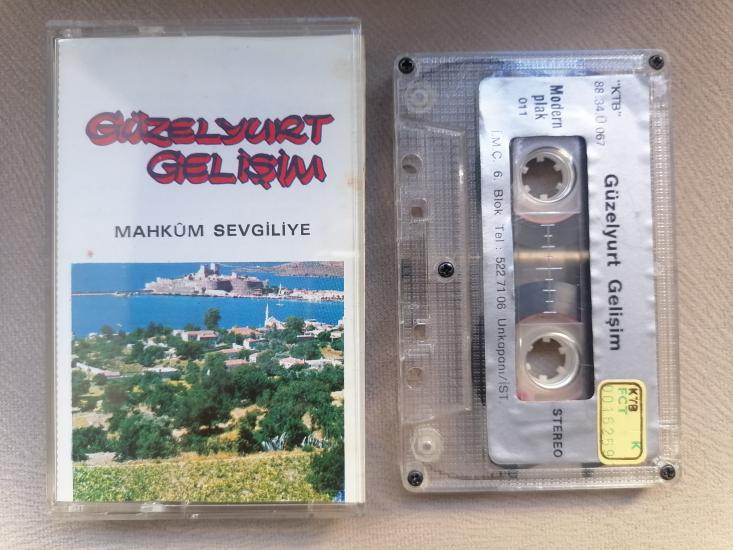 GÜZELYURT
GELİŞİM
MAHKÛM SEVGİLİYE
"KTB"
88.34.Ü.067
Modern
plak
011
Güzelyurt Gelişim
İ.M.Ç. 6. Blok Tel : 522 71 06 Unkapanı/İST.
STEREO
KTB K
FCT
0016259